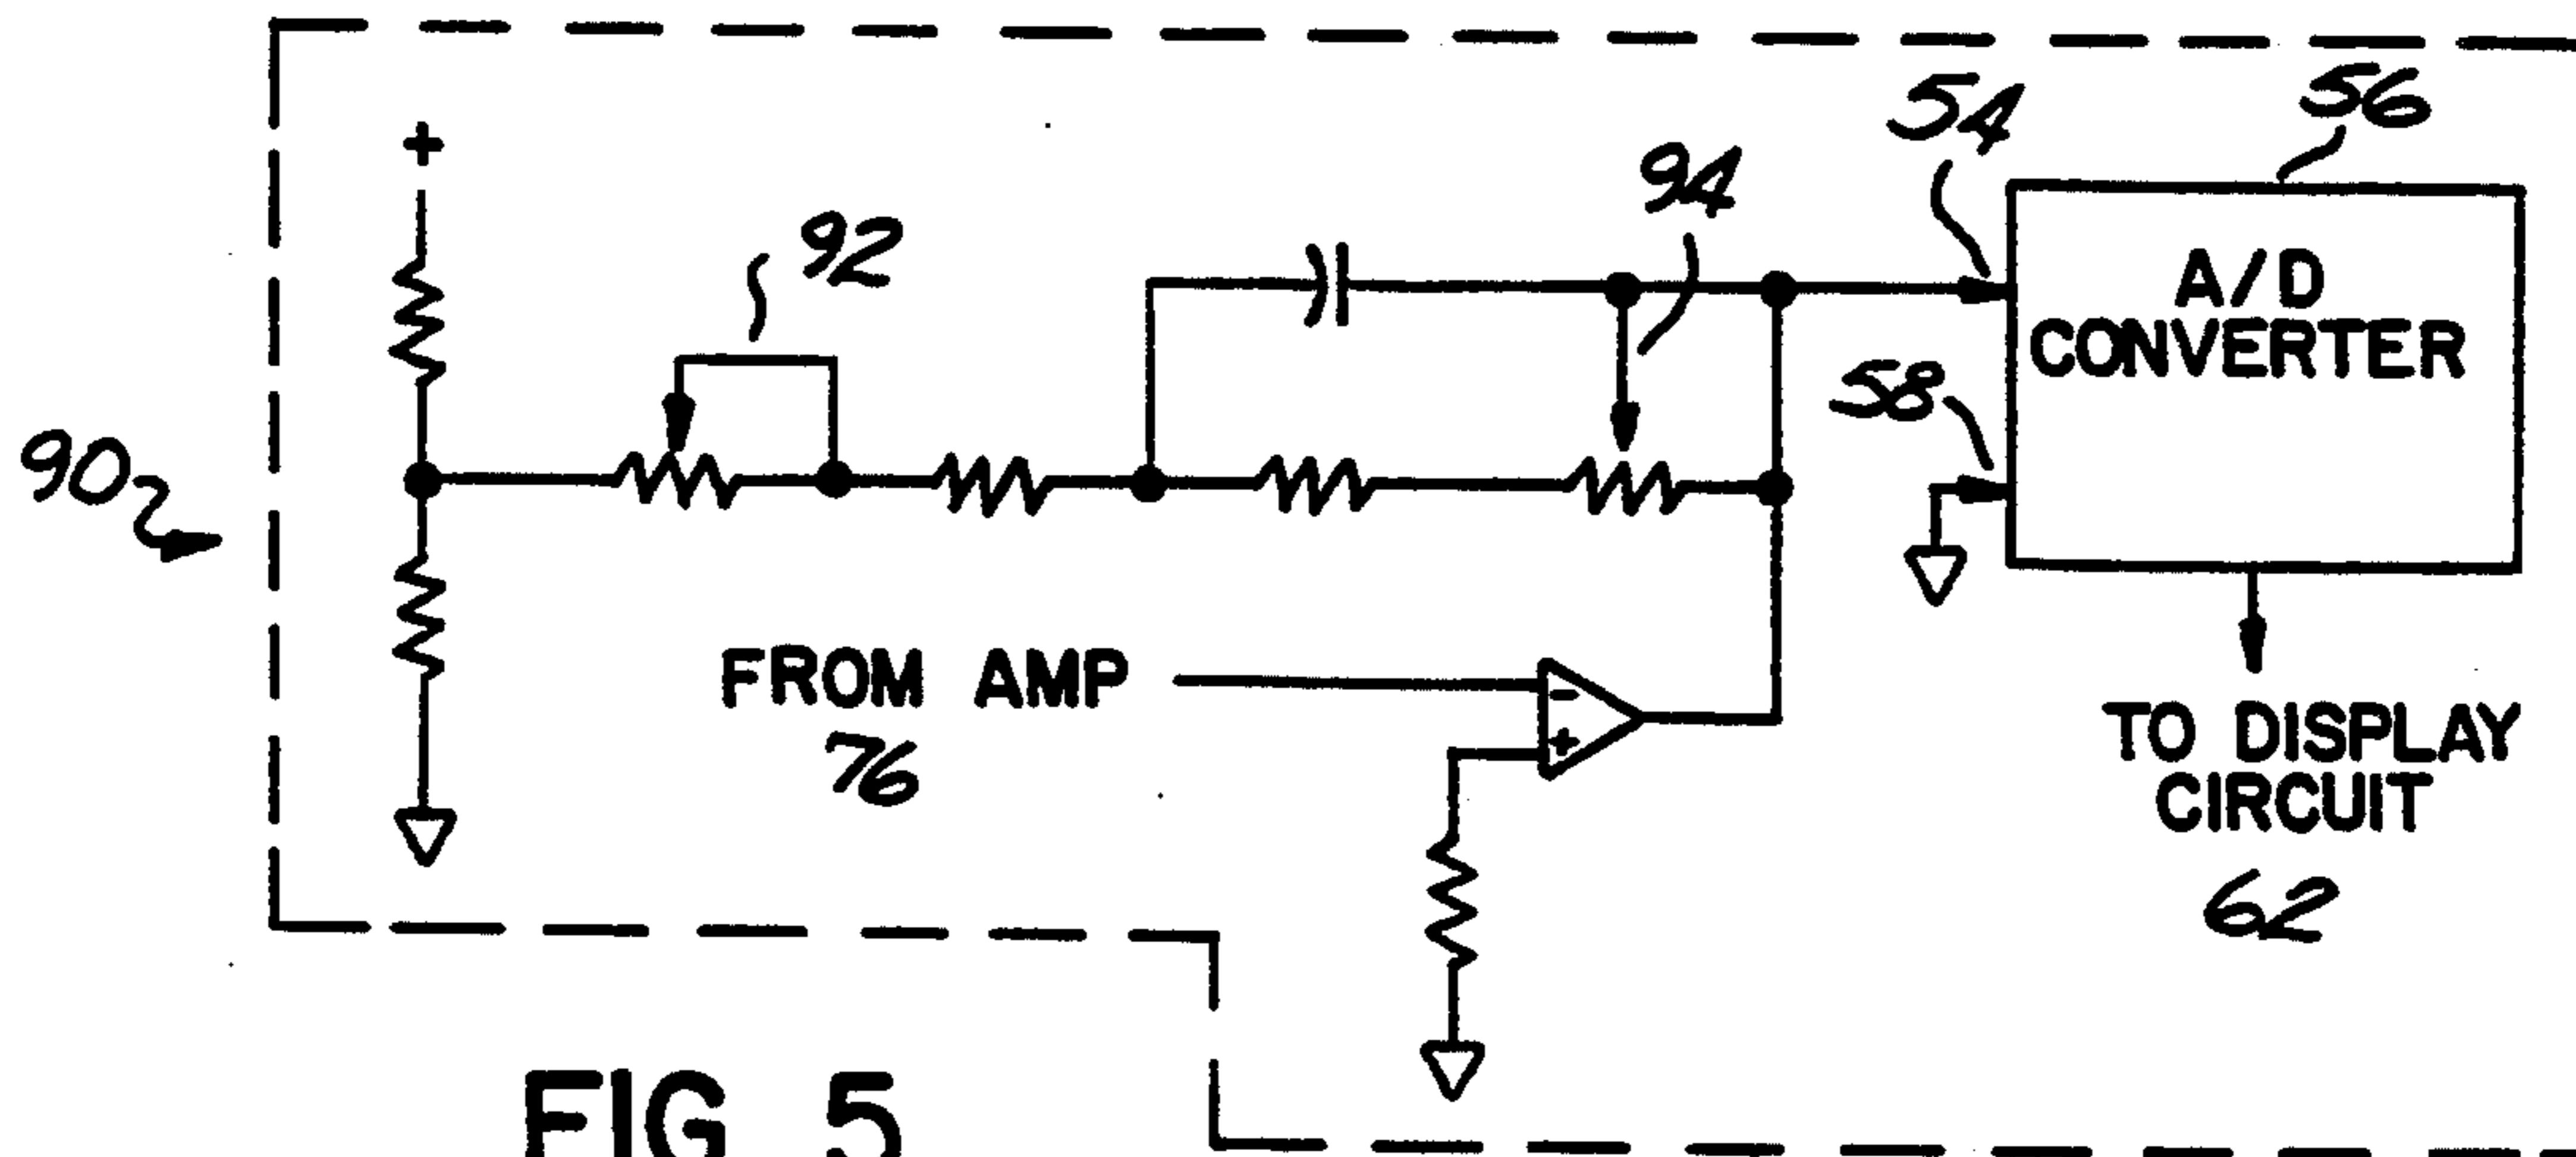 56
54
94
92
A/D
CONVERTER
58
90
+
-
+
FROM AMP
76
TO DISPLAY
CIRCUIT
62
FIG 5